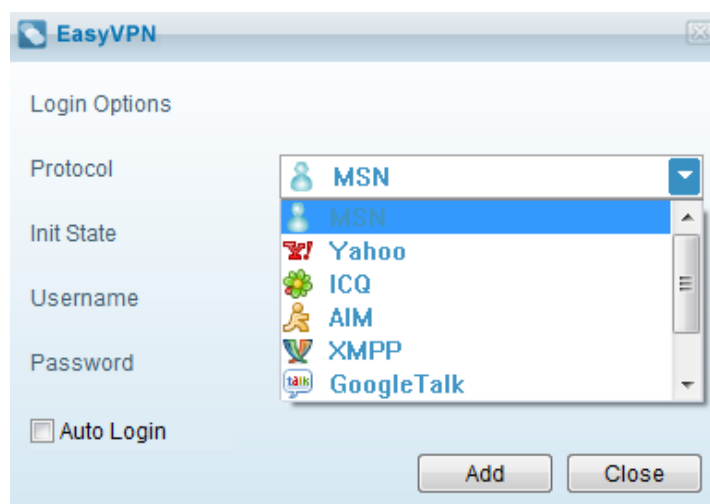 EasyVPN
Login Options
Protocol
MSN
MSN
Init State
Yahoo
ICQ
Username
AIM
XMPP
Password
talk
GoogleTalk
Auto Login
Add
Close